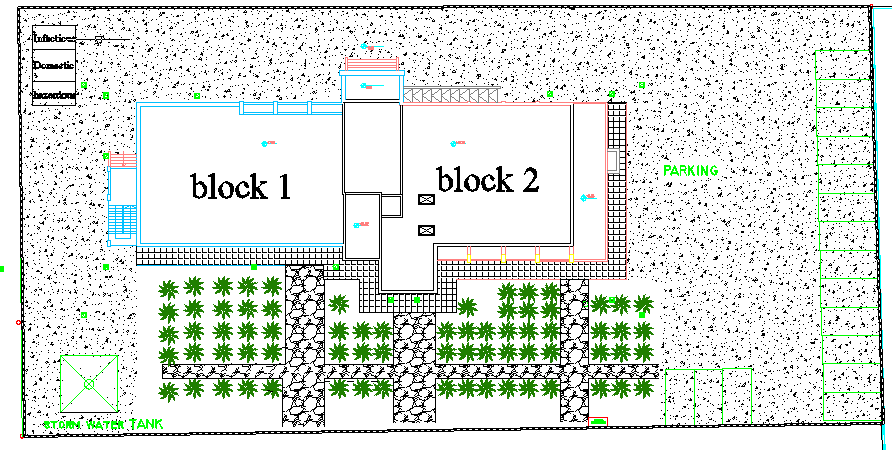 Infectious
Domestic
hazardous
block 1
block 2
PARKING
STORM WATER TANK